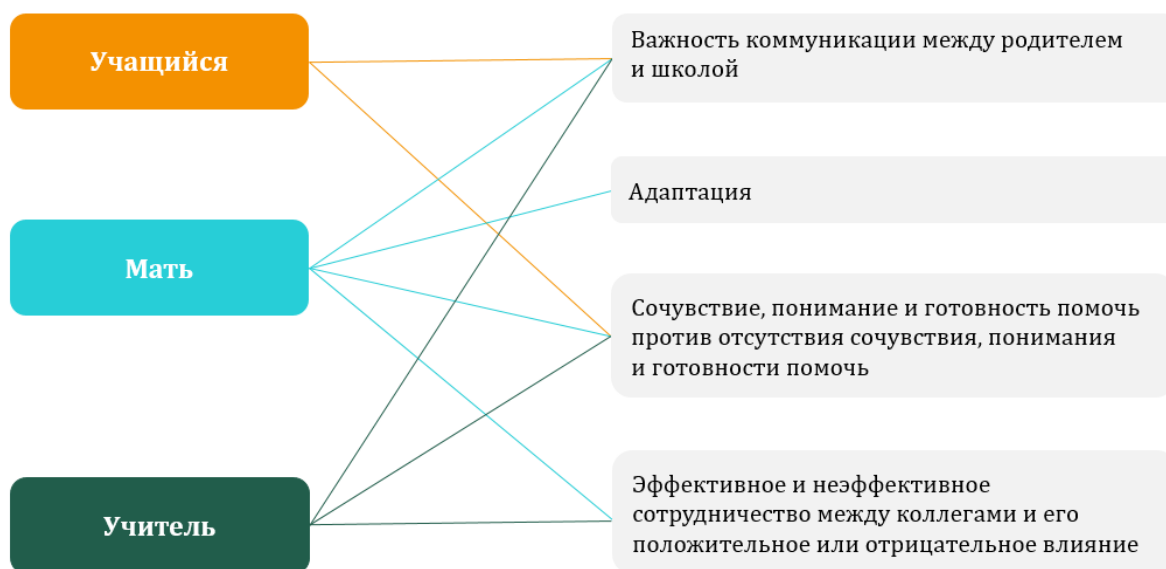 Учащийся
Важность коммуникации между родителем
и школой
Адаптация
Мать
Сочувствие, понимание и готовность помочь
против отсутствия сочувствия, понимания
и готовности помочь
Учитель
Эффективное и неэффективное
сотрудничество между коллегами и его
положительное или отрицательное влияние